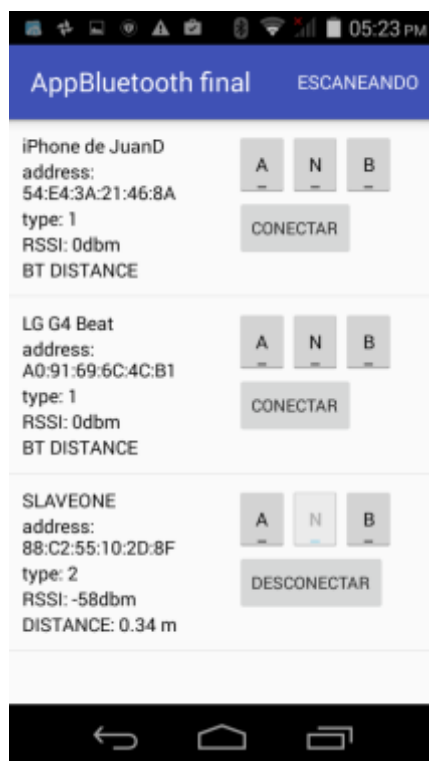 05:23 PM
AppBluetooth final ESCANEANDO
iPhone de JuanD
address:
54:E4:3A:21:46:8A
type: 1
RSSI: 0dbm
BT DISTANCE
A N B
CONECTAR
LG G4 Beat
address:
A0:91:69:6C:4C:B1
type: 1
RSSI: 0dbm
BT DISTANCE
A N B
CONECTAR
SLAVEONE
address:
88:C2:55:10:2D:8F
type: 2
RSSI: -58dbm
DISTANCE: 0.34 m
A N B
DESCONECTAR